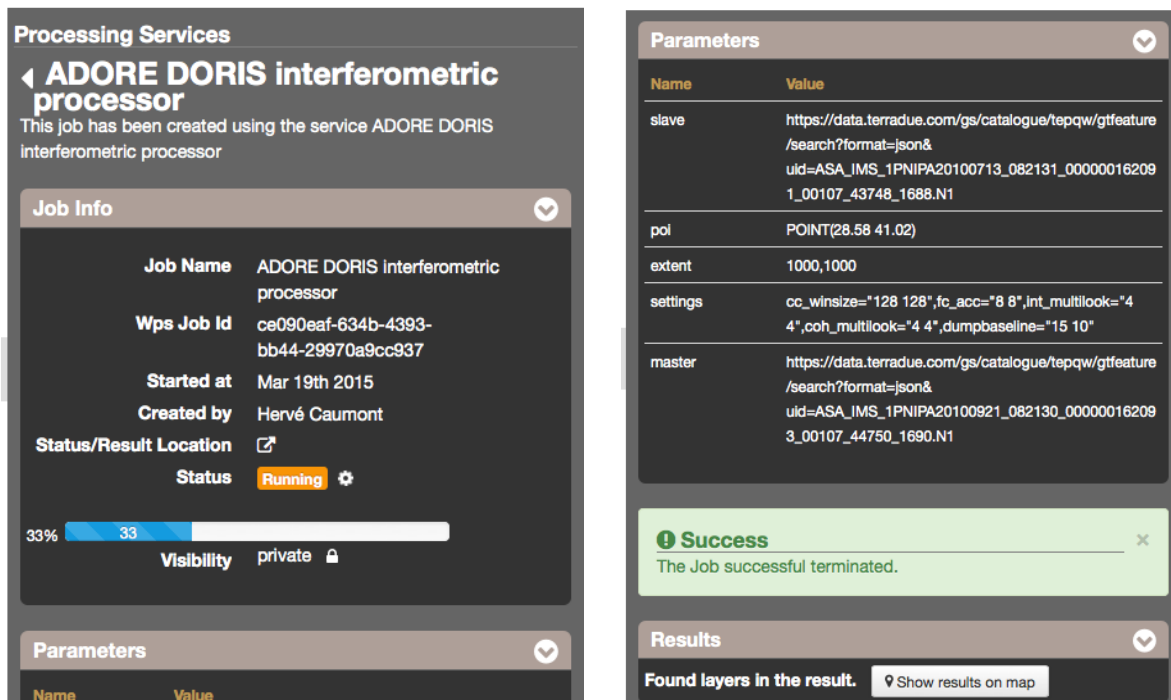 Processing Services
ADORE DORIS interferometric
processor
This job has been created using the service ADORE DORIS
interferometric processor
Job Info
Job Name ADORE DORIS interferometric
processor
Wps Job Id ce090eaf-634b-4393-
bb44-29970a9cc937
Started at Mar 19th 2015
Created by Hervé Caumont
Status/Result Location
Status Running
33% 33
Visibility private
Parameters
Name Value
Parameters
Name Value
slave https://data.terradue.com/gs/catalogue/tepqw/gtfeature
/search?format=json&
uid=ASA_IMS_1PNIPA20100713_082131_00000016209
1_00107_43748_1688.N1
poi POINT(28.58 41.02)
extent 1000,1000
settings cc_winsize="128 128",fc_acc="8 8",int_multilook="4
4",coh_multilook="4 4",dumpbaseline="15 10"
master https://data.terradue.com/gs/catalogue/tepqw/gtfeature
/search?format=json&
uid=ASA_IMS_1PNIPA20100921_082130_00000016209
3_00107_44750_1690.N1
Success ×
The Job successful terminated.
Results
Found layers in the result. Show results on map